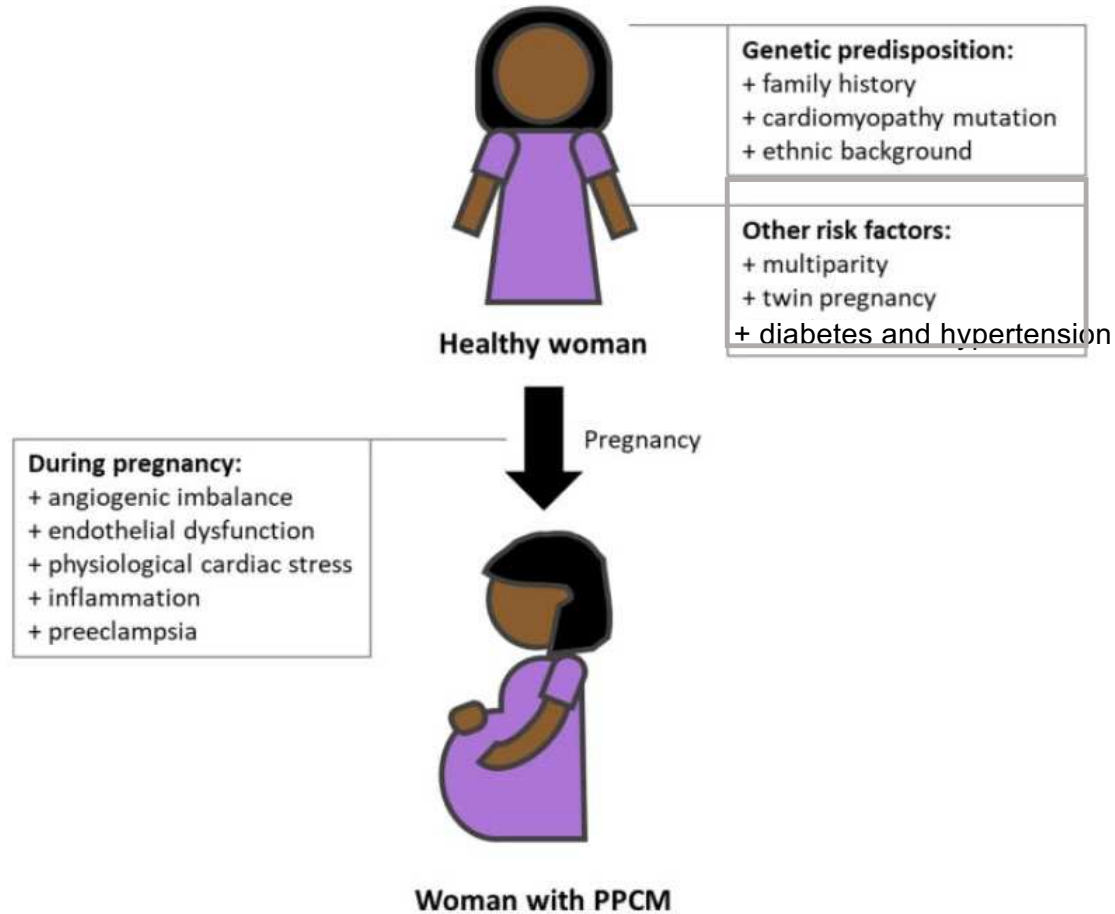 Genetic predisposition:
+ family history
+ cardiomyopathy mutation
+ ethnic background
Other risk factors:
+ multiparity
+ twin pregnancy
+ diabetes and hypertension
Healthy woman
Pregnancy
During pregnancy:
+ angiogenic imbalance
+ endothelial dysfunction
+ physiological cardiac stress
+ inflammation
+ preeclampsia
Woman with PPCM